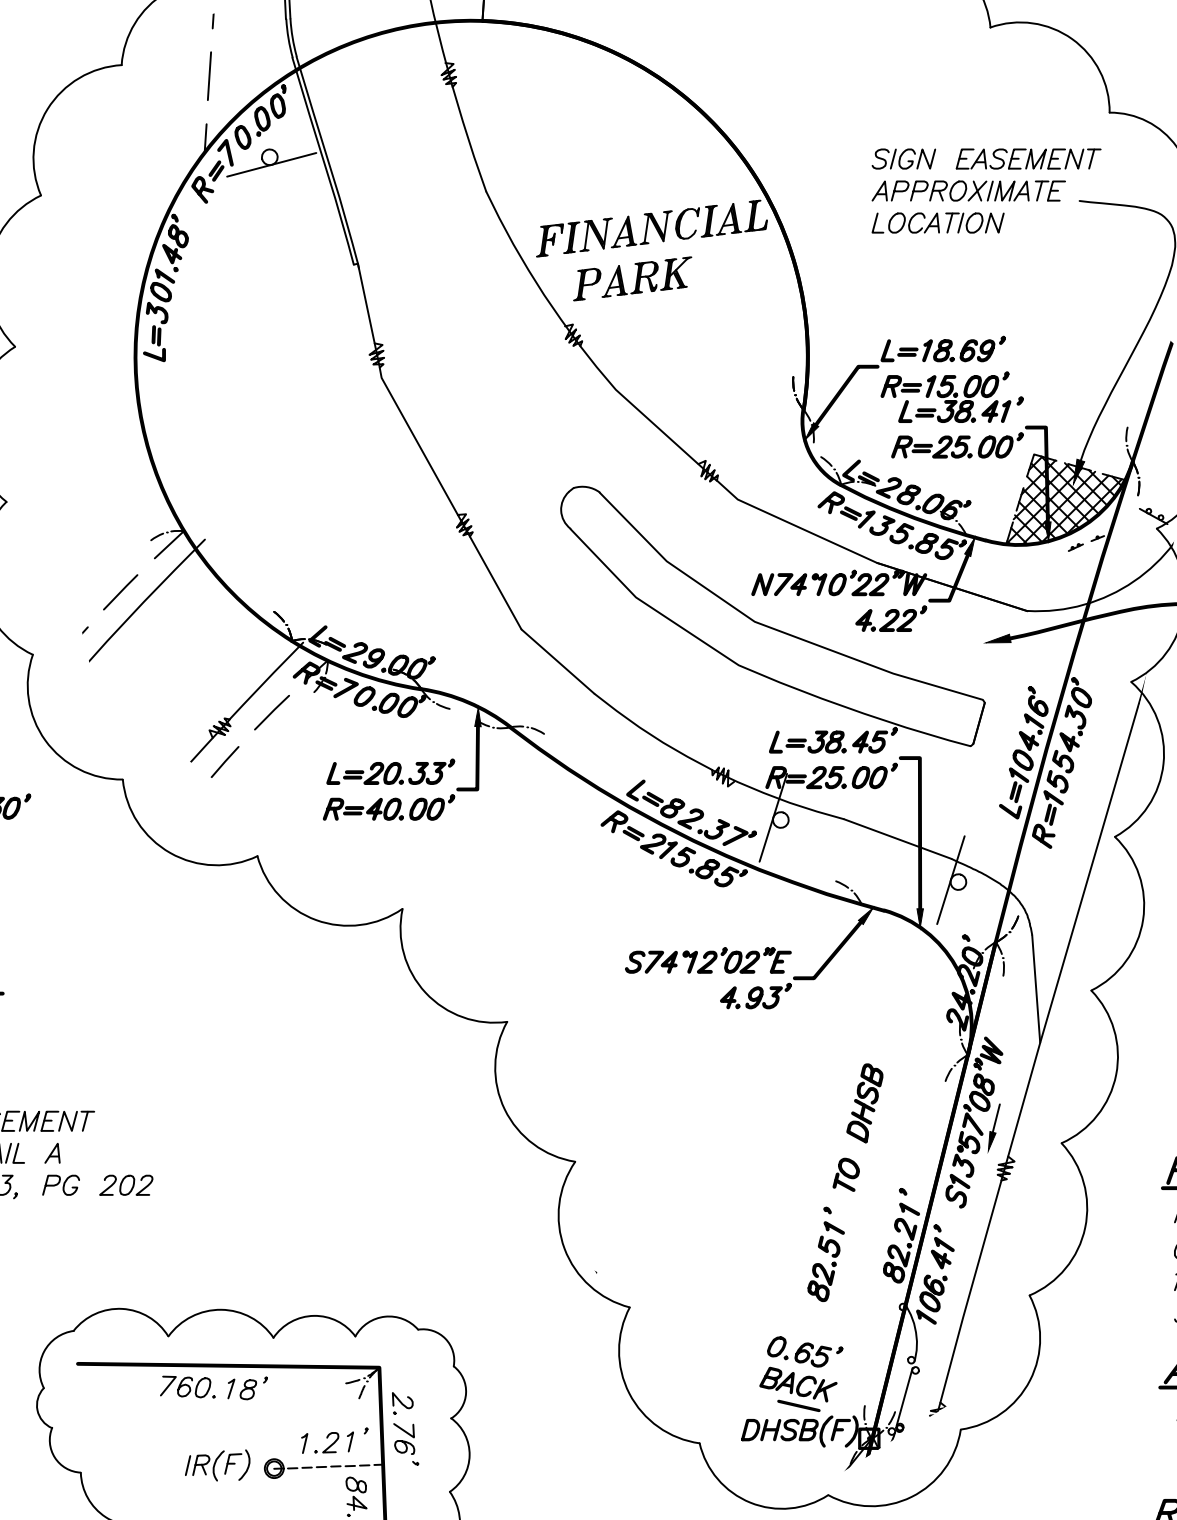 R=70.00'
L=301.48'
FINANCIAL
PARK
SIGN EASEMENT
APPROXIMATE
LOCATION
L=18.69'
R=15.00'
L=38.41'
R=25.00'
L=28.06'
R=135.85'
N74°10'22"W
4.22'
L=29.00'
R=70.00'
L=20.33'
R=40.00'
L=82.37'
R=215.85'
L=38.45'
R=25.00'
L=104.16'
R=1554.30'
S74°12'02"E
4.93'
24.20'
82.51' TO DHSB
82.21'
106.41' S13°57'08"W
0.65'
BACK
DHSB(F)
PG 202
760.18'
2.76'
1.21'
IR(F)
84.